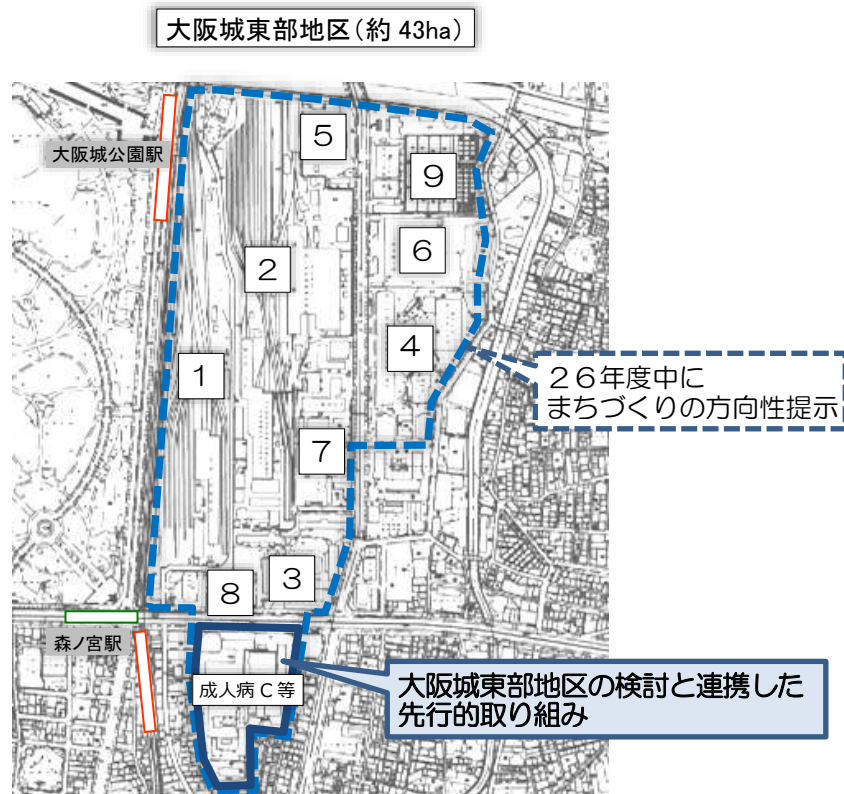 大阪城東部地区（約 43ha）
大阪城公園駅
5
9
6
2
4
1
7
3
8
26年度中に
まちづくりの方向性提示
森ノ宮駅
成人病C等
大阪城東部地区の検討と連携した
先行的取り組み